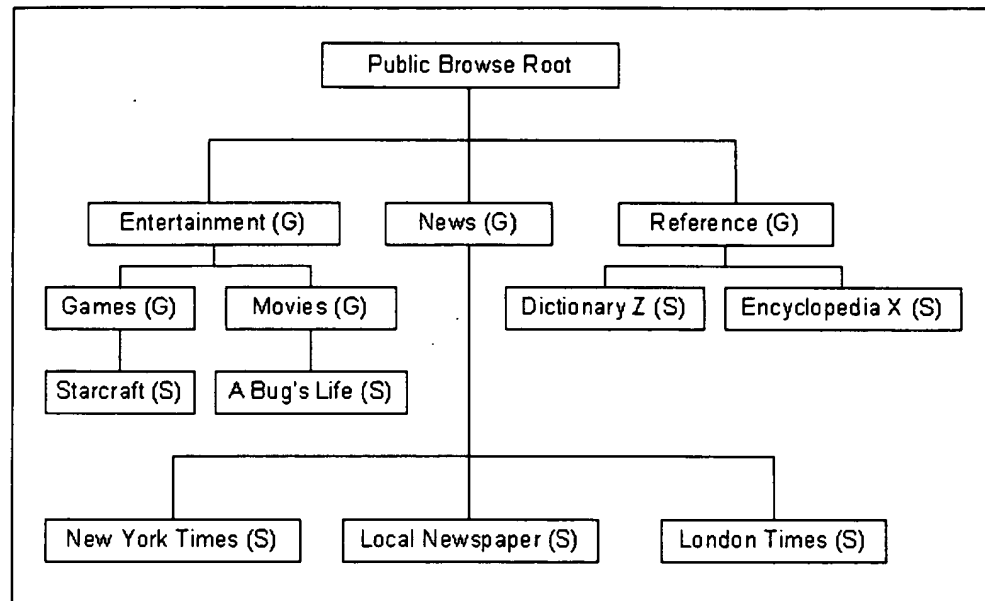 Public Browse Root
Entertainment (G)
News (G)
Reference (G)
Games (G)
Movies (G)
Dictionary Z (S)
Encyclopedia X (S)
Starcraft (S)
A Bug's Life (S)
New York Times (S)
Local Newspaper (S)
London Times (S)